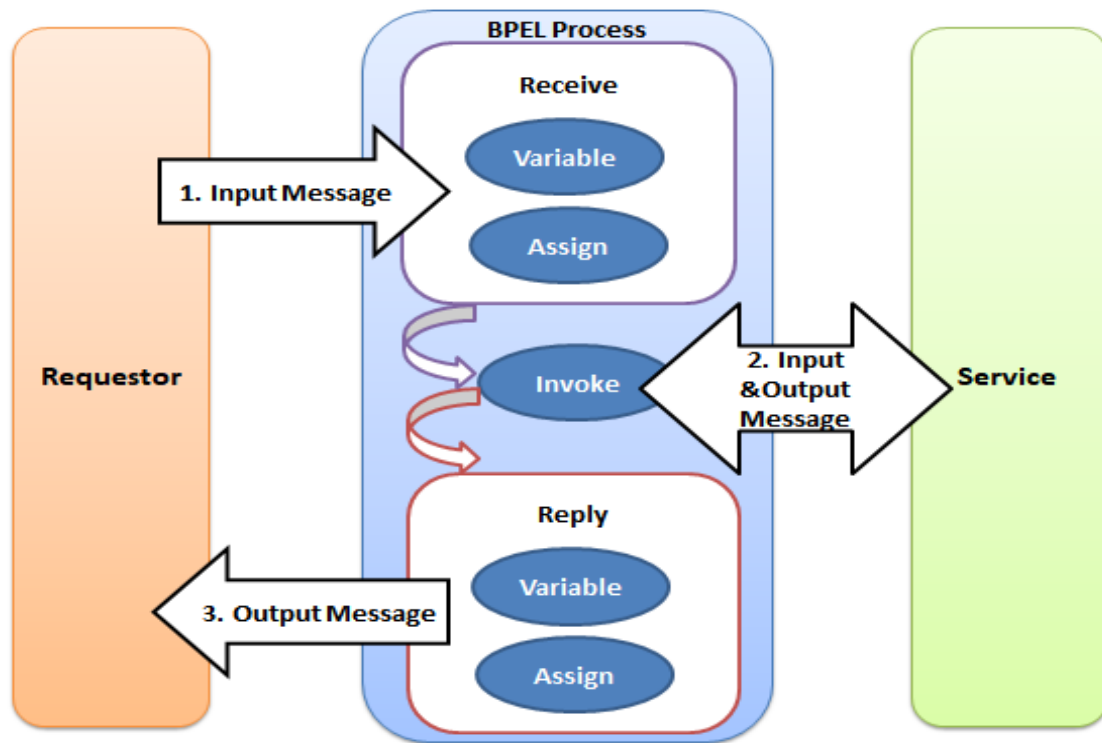 BPEL Process
Receive
Variable
1. Input Message
Assign
Requestor
Invoke
2. Input
&Output
Message
Service
Reply
Variable
3. Output Message
Assign